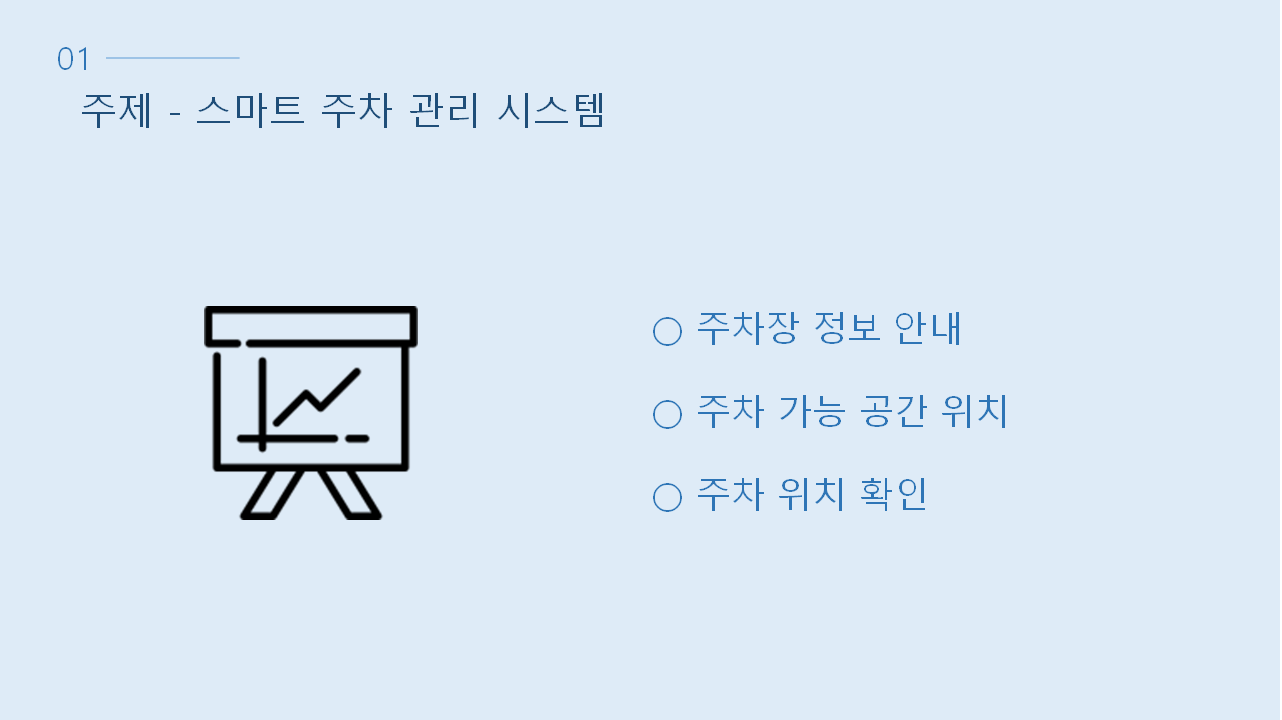 01
주제 - 스마트 주차 관리 시스템
○ 주차장 정보 안내
○ 주차 가능 공간 위치
○ 주차 위치 확인